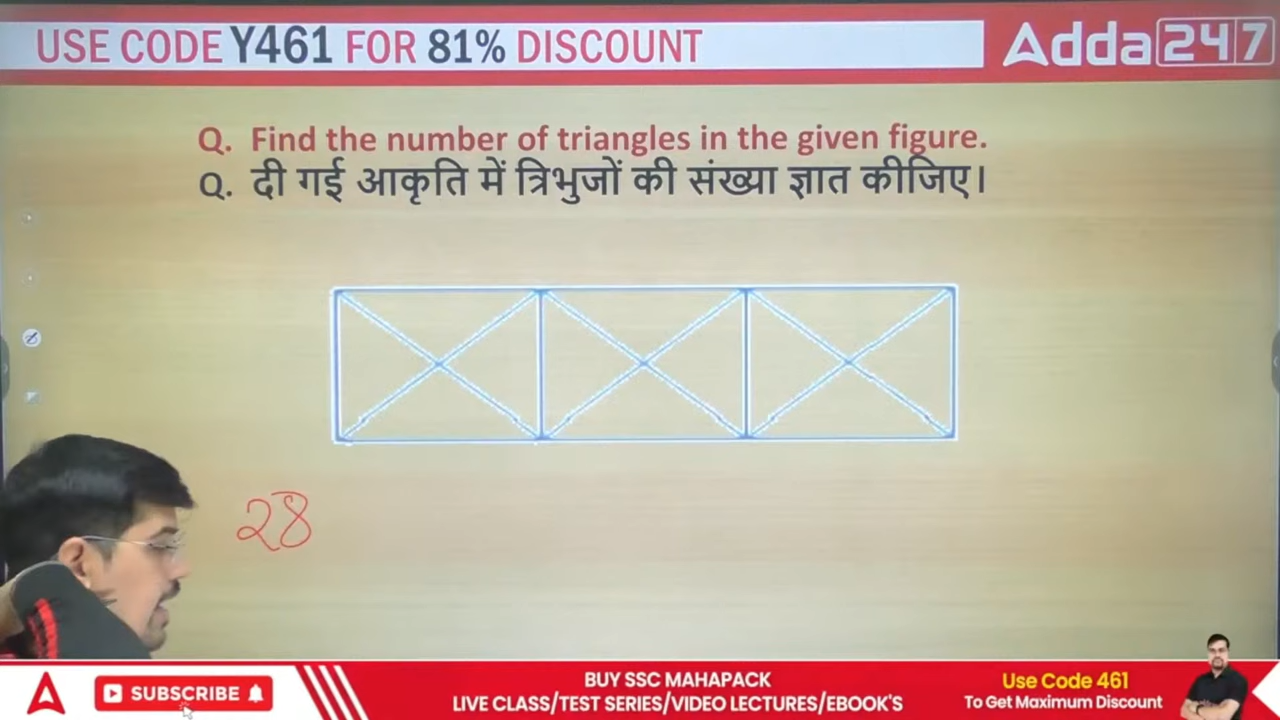 USE CODE Y461 FOR 81% DISCOUNT
Adda247
Q. Find the number of triangles in the given figure.
Q. दी गई आकृति में त्रिभुजों की संख्या ज्ञात कीजिए।
28
SUBSCRIBE
BUY SSC MAHAPACK
LIVE CLASS/TEST SERIES/VIDEO LECTURES/EBOOK'S
Use Code 461
To Get Maximum Discount